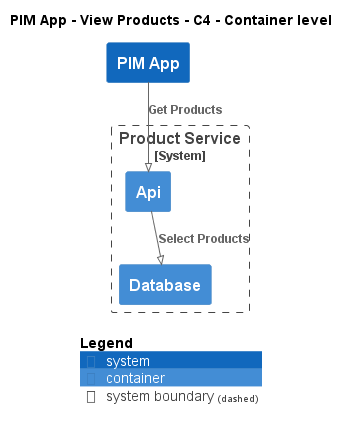 PIM App - View Products - C4 - Container level
PIM App
Get Products
Product Service
[System]
Api
Select Products
Database
Legend
system
container
system boundary (dashed)